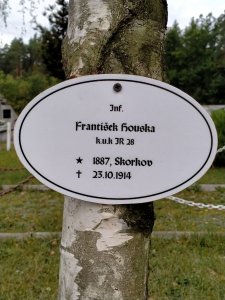 Inf.
František Houska
k.u.k IR 28
★ 1887, Skorkov
✝ 23.10.1914